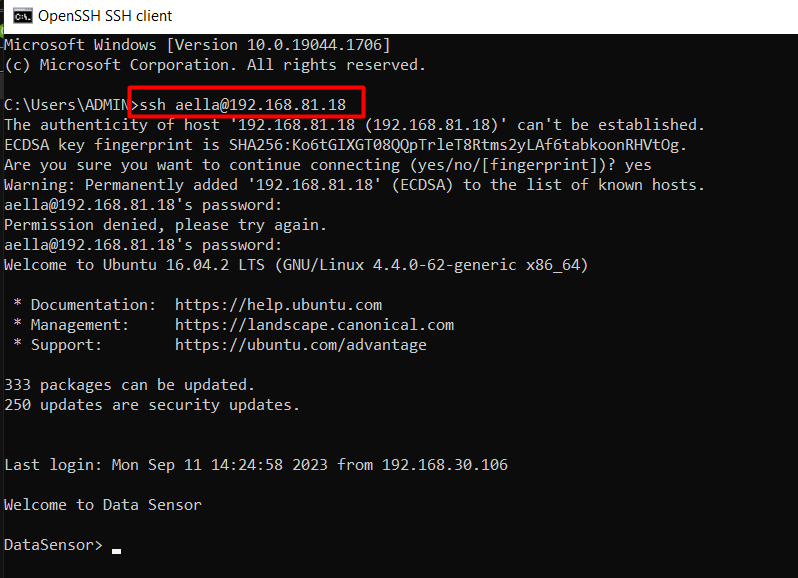 OpenSSH SSH client
Microsoft Windows [Version 10.0.19044.1706]
(c) Microsoft Corporation. All rights reserved.
C:\Users\ADMIN>ssh aella@192.168.81.18
The authenticity of host '192.168.81.18 (192.168.81.18)' can't be established.
ECDSA key fingerprint is SHA256:Ko6tGIXGT08QQpTrleT8Rtms2yLAf6tabkoonRHVtOg.
Are you sure you want to continue connecting (yes/no/[fingerprint])? yes
Warning: Permanently added '192.168.81.18' (ECDSA) to the list of known hosts.
aella@192.168.81.18's password:
Permission denied, please try again.
aella@192.168.81.18's password:
Welcome to Ubuntu 16.04.2 LTS (GNU/Linux 4.4.0-62-generic x86_64)
* Documentation:  https://help.ubuntu.com
* Management:     https://landscape.canonical.com
* Support:        https://ubuntu.com/advantage
333 packages can be updated.
250 updates are security updates.
Last login: Mon Sep 11 14:24:58 2023 from 192.168.30.106
Welcome to Data Sensor
DataSensor>